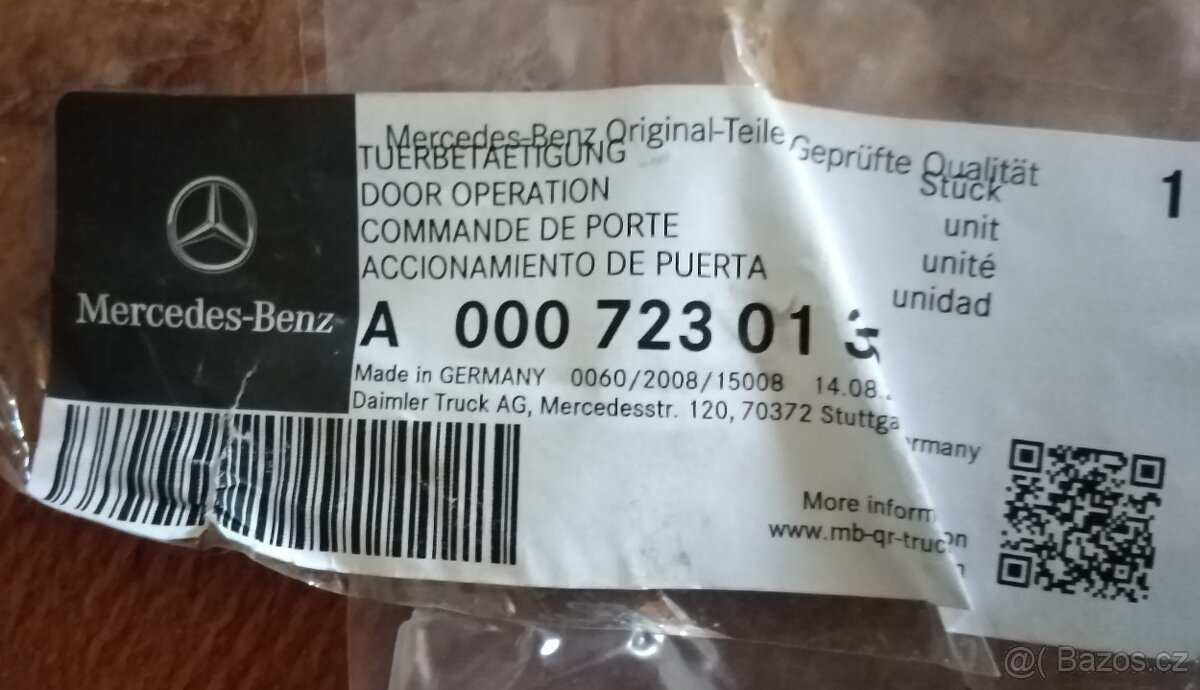 Mercedes-Benz Original-Teile Geprüfte Qualität
TUERBETAETIGUNG Stück 1
DOOR OPERATION unit
COMMANDE DE PORTE unité
ACCIONAMIENTO DE PUERTA unidad
Mercedes-Benz
A 000 723 01
Made in GERMANY 0060/2008/15008 14.08.
Daimler Truck AG, Mercedesstr. 120, 70372 Stuttga
rmany
More inform on
www.mb-qr-truc
@( Bazos.cz